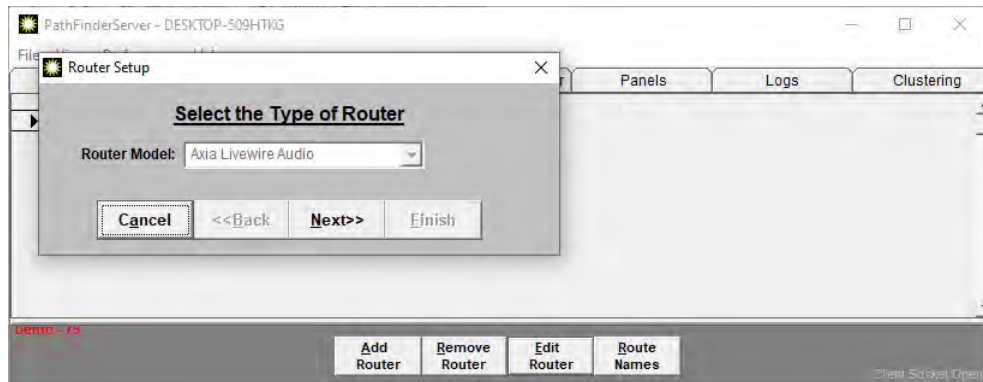 PathFinderServer - DESKTOP-509HTKG
File
Router Setup
Panels
Logs
Clustering
Select the Type of Router
Router Model:
Axia Livewire Audio
Cancel
<<Back
Next>>
Finish
Demo - 75
Add
Router
Remove
Router
Edit
Router
Route
Names
Client Socket Open